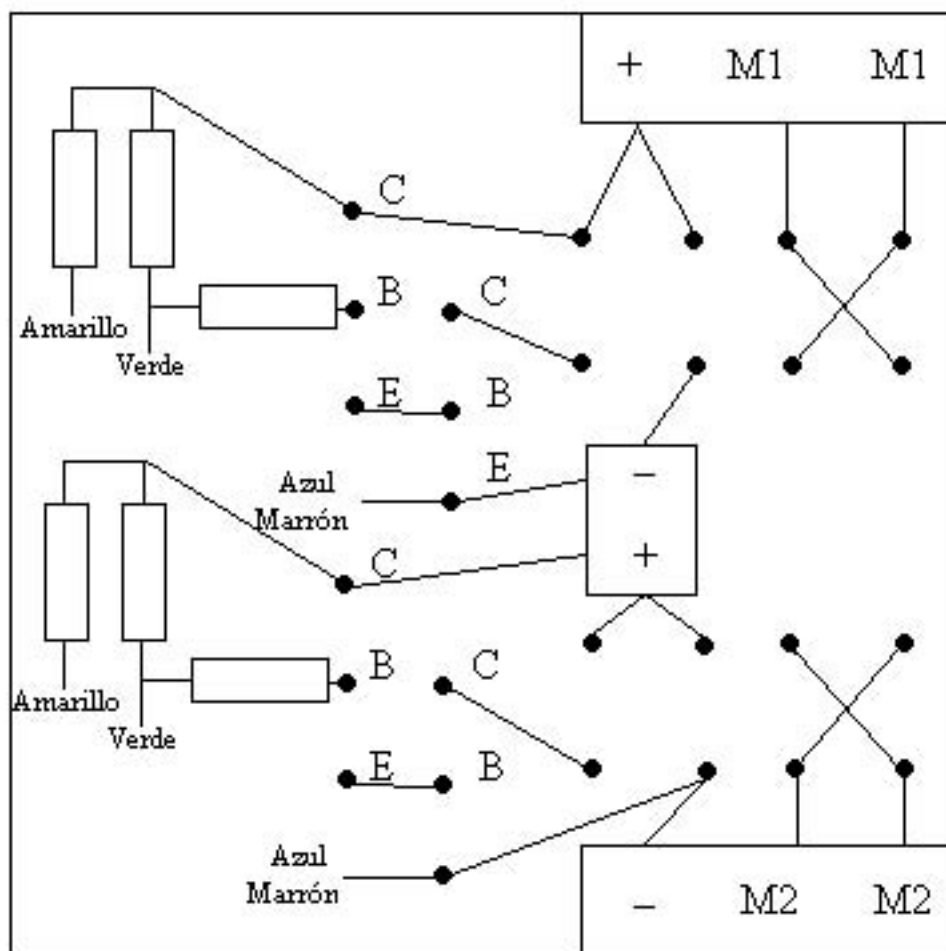 + M1 M1
C
B C
Amarillo
Verde
E B
E
Azul
Marrón
−
+
C
B C
Amarillo
Verde
E B
Azul
Marrón
− M2 M2